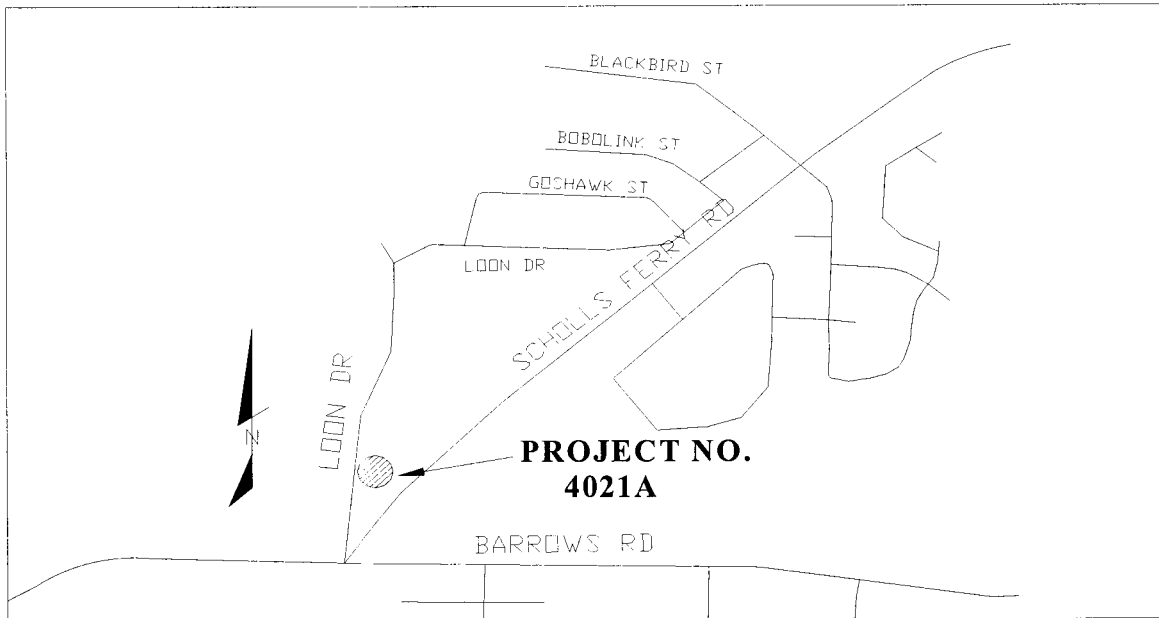 BLACKBIRD ST
BOBOLINK ST
GOSHAWK ST
LOON DR
SCHOLLS FERRY RD
LOON DR
N
PROJECT NO.
4021A
BARROWS RD